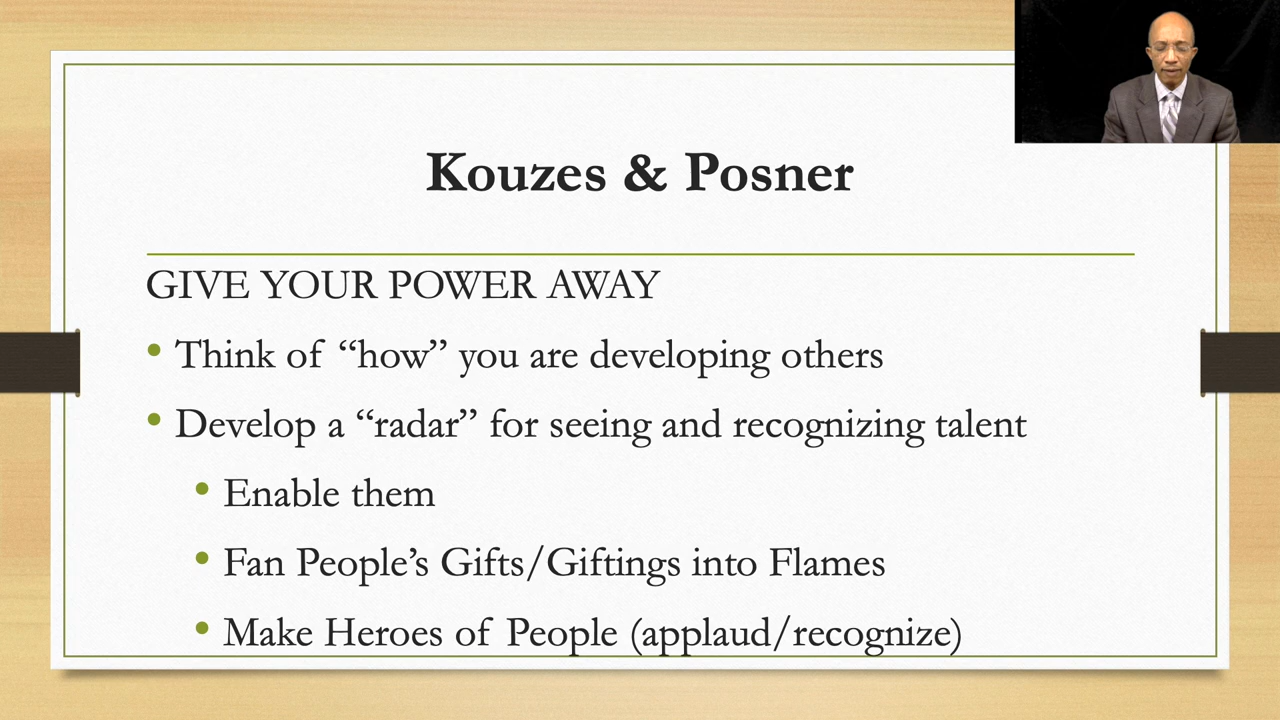 Kouzes & Posner
GIVE YOUR POWER AWAY
• Think of “how” you are developing others
• Develop a “radar” for seeing and recognizing talent
• Enable them
• Fan People’s Gifts/Giftings into Flames
• Make Heroes of People (applaud/recognize)